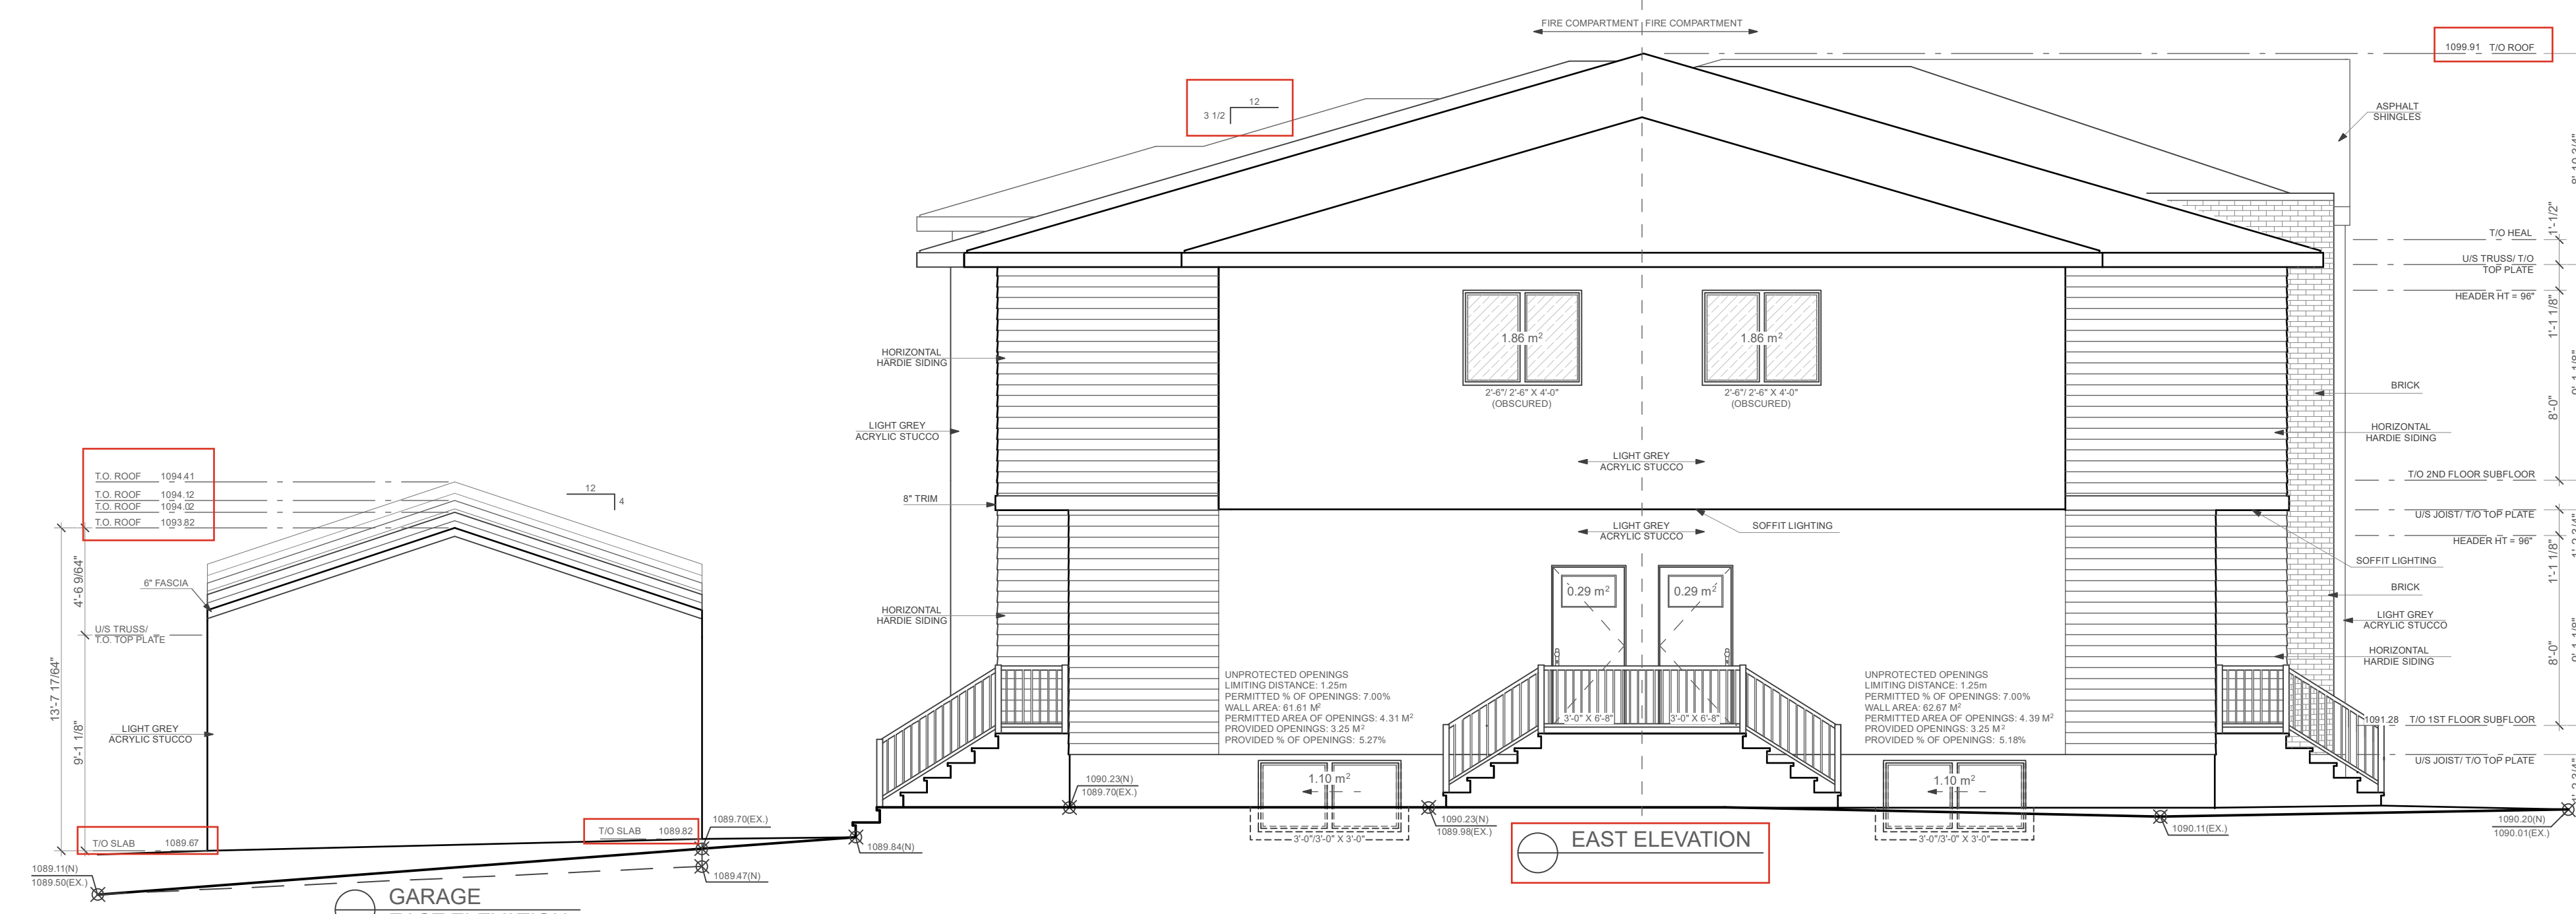 FIRE COMPARTMENT
FIRE COMPARTMENT
1099.91 T/O ROOF
12
3 1/2
ASPHALT
SHINGLES
T/O HEAL
1'-1/2"
U/S TRUSS/ T/O
TOP PLATE
HEADER HT = 96"
1'-1 1/8"
1.86 m²
1.86 m²
HORIZONTAL
HARDIE SIDING
2'-6"/ 2'-6" X 4'-0"
(OBSCURED)
2'-6"/ 2'-6" X 4'-0"
(OBSCURED)
BRICK
8'-0"
LIGHT GREY
ACRYLIC STUCCO
HORIZONTAL
HARDIE SIDING
LIGHT GREY
ACRYLIC STUCCO
T/O 2ND FLOOR SUBFLOOR
T.O. ROOF 1094.41
T.O. ROOF 1094.12
T.O. ROOF 1094.02
T.O. ROOF 1093.82
12
4
8" TRIM
U/S JOIST/ T/O TOP PLATE
LIGHT GREY
ACRYLIC STUCCO
SOFFIT LIGHTING
HEADER HT = 96"
1'-1 1/8"
SOFFIT LIGHTING
4'-6 9/64"
6" FASCIA
0.29 m²
0.29 m²
BRICK
HORIZONTAL
HARDIE SIDING
LIGHT GREY
ACRYLIC STUCCO
U/S TRUSS/
T.O. TOP PLATE
8'-0"
HORIZONTAL
HARDIE SIDING
13'-7 17/64"
9'-1 1/8"
LIGHT GREY
ACRYLIC STUCCO
UNPROTECTED OPENINGS
LIMITING DISTANCE: 1.25m
PERMITTED % OF OPENINGS: 7.00%
WALL AREA: 61.61 M²
PERMITTED AREA OF OPENINGS: 4.31 M²
PROVIDED OPENINGS: 3.25 M²
PROVIDED % OF OPENINGS: 5.27%
3'-0" X 6'-8"
3'-0" X 6'-8"
UNPROTECTED OPENINGS
LIMITING DISTANCE: 1.25m
PERMITTED % OF OPENINGS: 7.00%
WALL AREA: 62.67 M²
PERMITTED AREA OF OPENINGS: 4.39 M²
PROVIDED OPENINGS: 3.25 M²
PROVIDED % OF OPENINGS: 5.18%
1091.28 T/O 1ST FLOOR SUBFLOOR
U/S JOIST/ T/O TOP PLATE
1090.23(N)
1089.70(EX.)
1.10 m²
1.10 m²
T/O SLAB 1089.67
T/O SLAB 1089.82
1089.70(EX.)
1089.84(N)
3'-0"/3'-0" X 3'-0"
1090.23(N)
1089.98(EX.)
EAST ELEVATION
3'-0"/3'-0" X 3'-0"
1090.11(EX.)
1090.20(N)
1090.01(EX.)
1089.11(N)
1089.50(EX.)
1089.47(N)
GARAGE